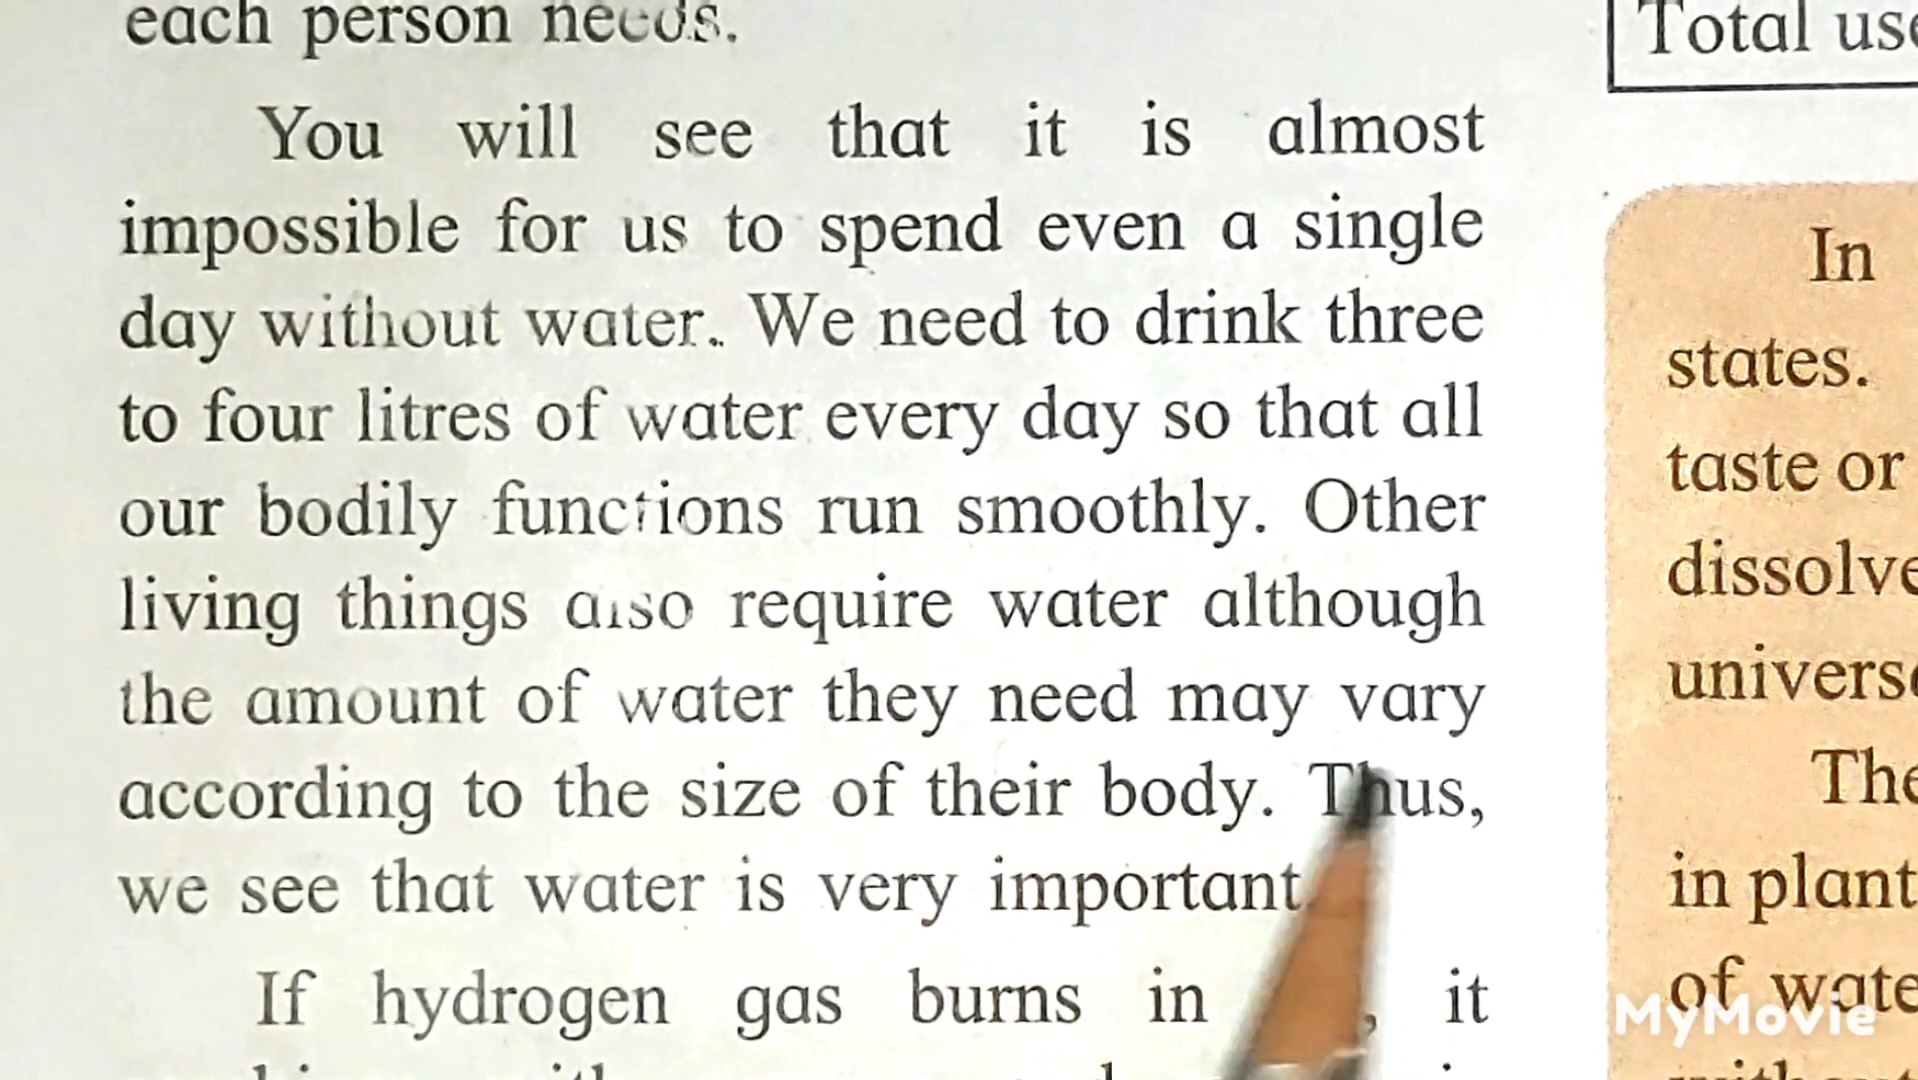 each person needs.
You will see that it is almost
impossible for us to spend even a single
day without water. We need to drink three
to four litres of water every day so that all
our bodily functions run smoothly. Other
living things also require water although
the amount of water they need may vary
according to the size of their body. Thus,
we see that water is very important
If hydrogen gas burns in , it
Total
In
states.
taste or
dissolve
The
in plant
of
MyMovie